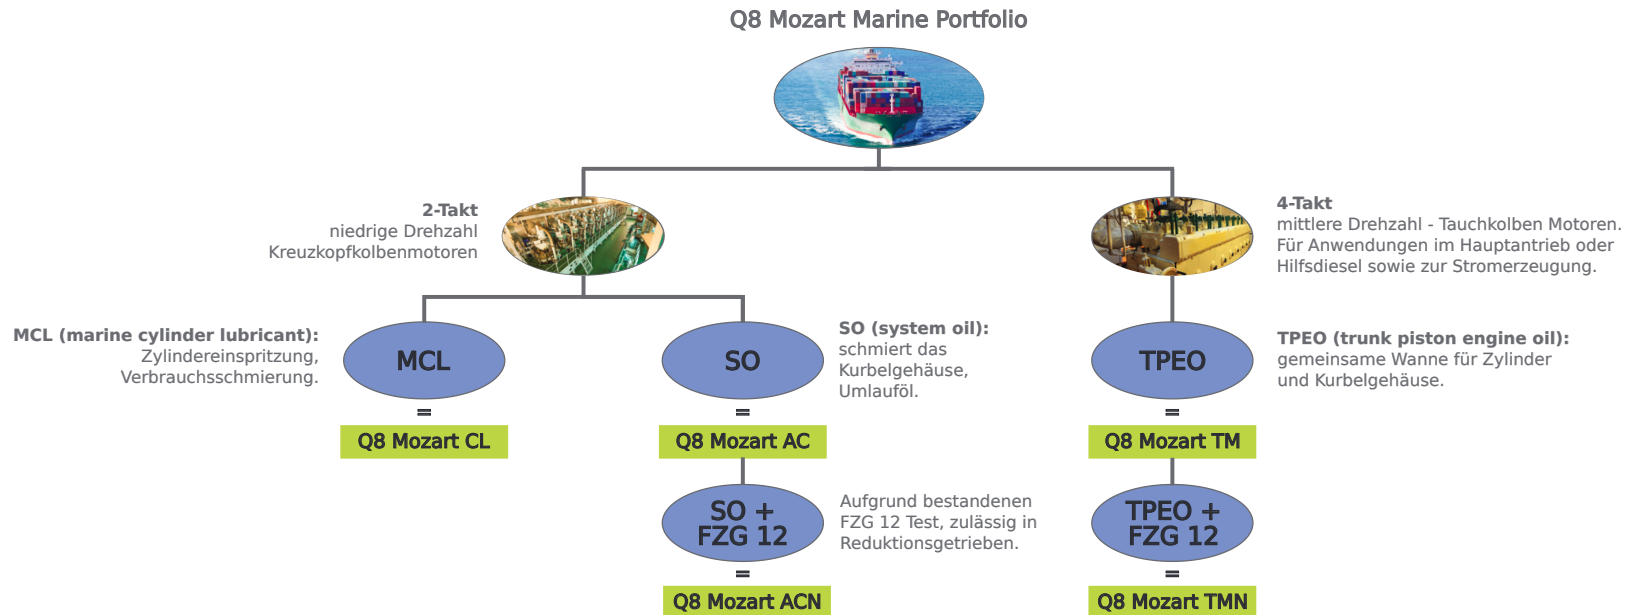 Q8 Mozart Marine Portfolio
2-Takt
niedrige Drehzahl
Kreuzkopfkolbenmotoren
4-Takt
mittlere Drehzahl - Tauchkolben Motoren.
Für Anwendungen im Hauptantrieb oder
Hilfsdiesel sowie zur Stromerzeugung.
MCL (marine cylinder lubricant):
Zylindereinspritzung,
Verbrauchsschmierung.
MCL
=
Q8 Mozart CL
SO
SO (system oil):
schmiert das
Kurbelgehäuse,
Umlauföl.
=
Q8 Mozart AC
SO +
FZG 12
Aufgrund bestandenen
FZG 12 Test, zulässig in
Reduktionsgetrieben.
=
Q8 Mozart ACN
TPEO
TPEO (trunk piston engine oil):
gemeinsame Wanne für Zylinder
und Kurbelgehäuse.
=
Q8 Mozart TM
TPEO +
FZG 12
=
Q8 Mozart TMN